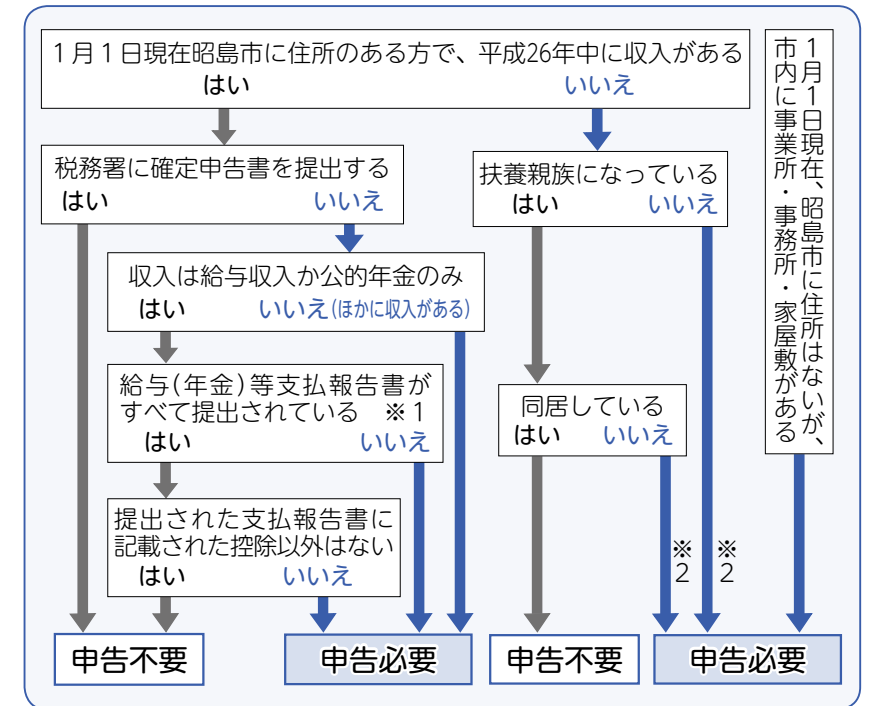 1月1日現在昭島市に住所のある方で、平成26年中に収入がある
はい いいえ
税務署に確定申告書を提出する
はい いいえ
収入は給与収入か公的年金のみ
はい いいえ(ほかに収入がある)
給与(年金)等支払報告書が
すべて提出されている ※1
はい いいえ
提出された支払報告書に
記載された控除以外はない
はい いいえ
申告不要
申告必要
扶養親族になっている
はい いいえ
同居している
はい いいえ
※2
※2
申告不要
1月1日現在、昭島市に住所はないが、
市内に事業所・事務所・家屋敷がある
申告必要